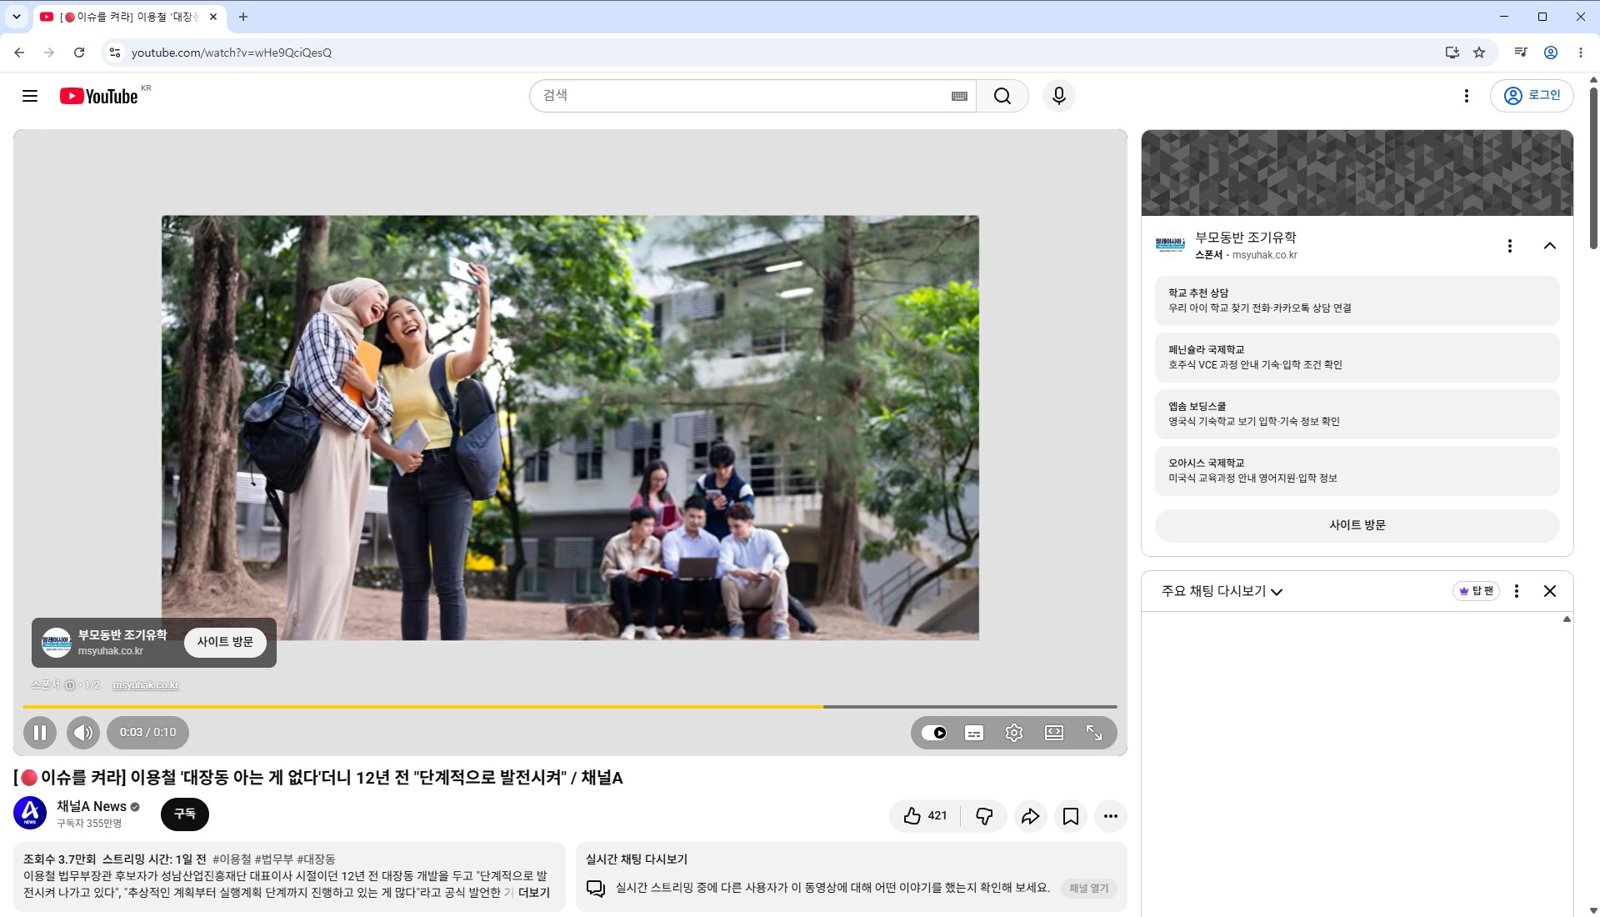 [🔴이슈를 켜라] 이용철 '대장동
youtube.com/watch?v=wHe9QciQesQ
YouTube KR
검색
로그인
부모동반 조기유학
스폰서 · msyuhak.co.kr
학교 추천 상담
우리 아이 학교 찾기 전화·카카오톡 상담 연결
페닌슐라 국제학교
호주식 VCE 과정 안내 기숙·입학 조건 확인
엡솜 보딩스쿨
영국식 기숙학교 보기 입학·기숙 정보 확인
오아시스 국제학교
미국식 교육과정 안내 영어지원·입학 정보
사이트 방문
부모동반 조기유학
msyuhak.co.kr
사이트 방문
스폰서 · 1/2 msyuhak.co.kr
0:03 / 0:10
주요 채팅 다시보기
탑 팬
[🔴이슈를 켜라] 이용철 '대장동 아는 게 없다'더니 12년 전 "단계적으로 발전시켜" / 채널A
채널A News
구독자 355만명
구독
421
조회수 3.7만회 스트리밍 시간: 1일 전 #이용철 #법무부 #대장동
이용철 법무부장관 후보자가 성남산업진흥재단 대표이사 시절이던 12년 전 대장동 개발을 두고 "단계적으로 발
전시켜 나가고 있다", "추상적인 계획부터 실행계획 단계까지 진행하고 있는 게 많다"라고 공식 발언한 기 더보기
실시간 채팅 다시보기
실시간 스트리밍 중에 다른 사용자가 이 동영상에 대해 어떤 이야기를 했는지 확인해 보세요.
패널 열기